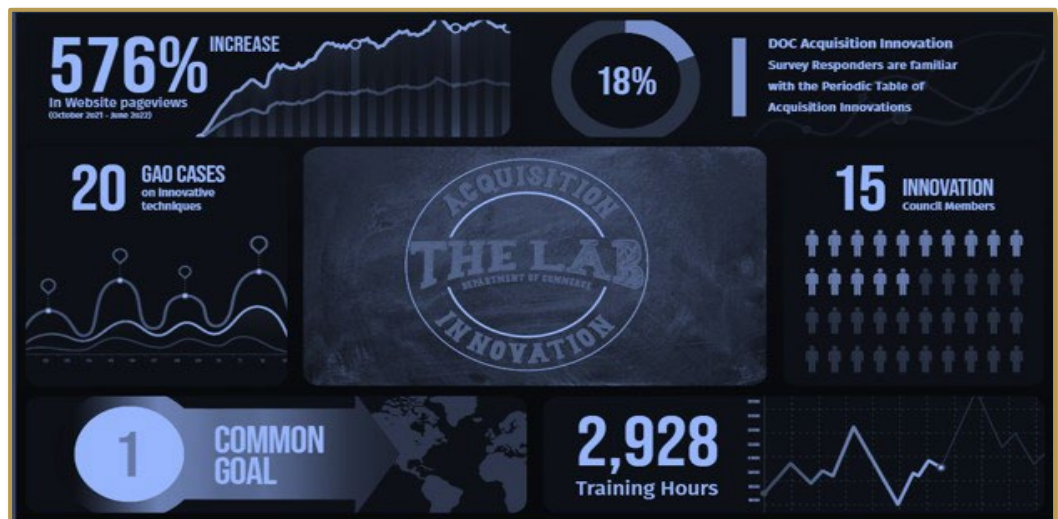 576% INCREASE
In Website pageviews
(October 2021 - June 2022)
18%
DOC Acquisition Innovation
Survey Responders are familiar
with the Periodic Table of
Acquisition Innovations
20 GAO CASES
on innovative
techniques
ACQUISITION
THE LAB
DEPARTMENT OF COMMERCE
INNOVATION
15 INNOVATION
Council Members
1 COMMON
GOAL
2,928
Training Hours